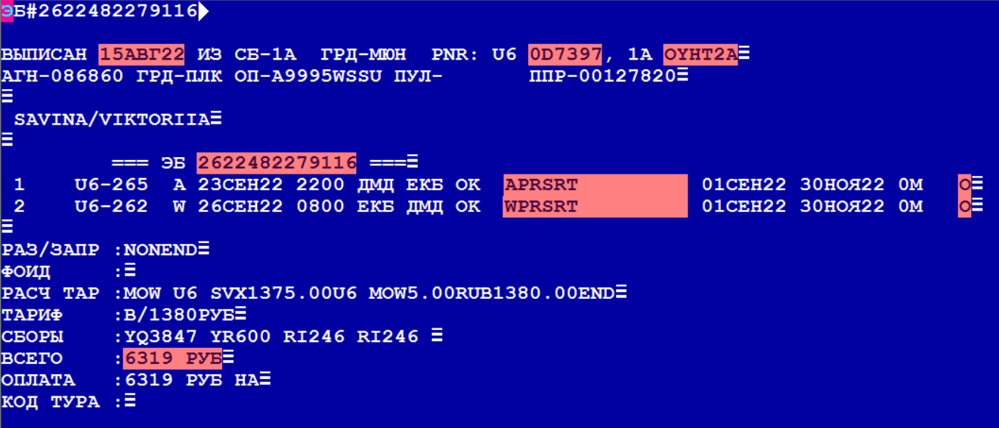 ЭБ#2622482279116
ВЫПИСАН 15АВГ22 ИЗ СБ-1А ГРД-МЮН PNR: U6 0D7397, 1A OYHT2A
АГН-086860 ГРД-ПЛК ОП-А9995WSSU ПУЛ- ППР-00127820
SAVINA/VIKTORIIA
=== ЭБ 2622482279116 ===
1 U6-265 A 23СЕН22 2200 ДМД ЕКБ ОК APRSRT 01СЕН22 30НОЯ22 0М О
2 U6-262 W 26СЕН22 0800 ЕКБ ДМД ОК WPRSRT 01СЕН22 30НОЯ22 0М О
РАЗ/ЗАПР :NONEND
ФОИД :
РАСЧ ТАР :MOW U6 SVX1375.00U6 MOW5.00RUB1380.00END
ТАРИФ :В/1380РУБ
СБОРЫ :YQ3847 YR600 RI246 RI246
ВСЕГО :6319 РУБ
ОПЛАТА :6319 РУБ НА
КОД ТУРА :